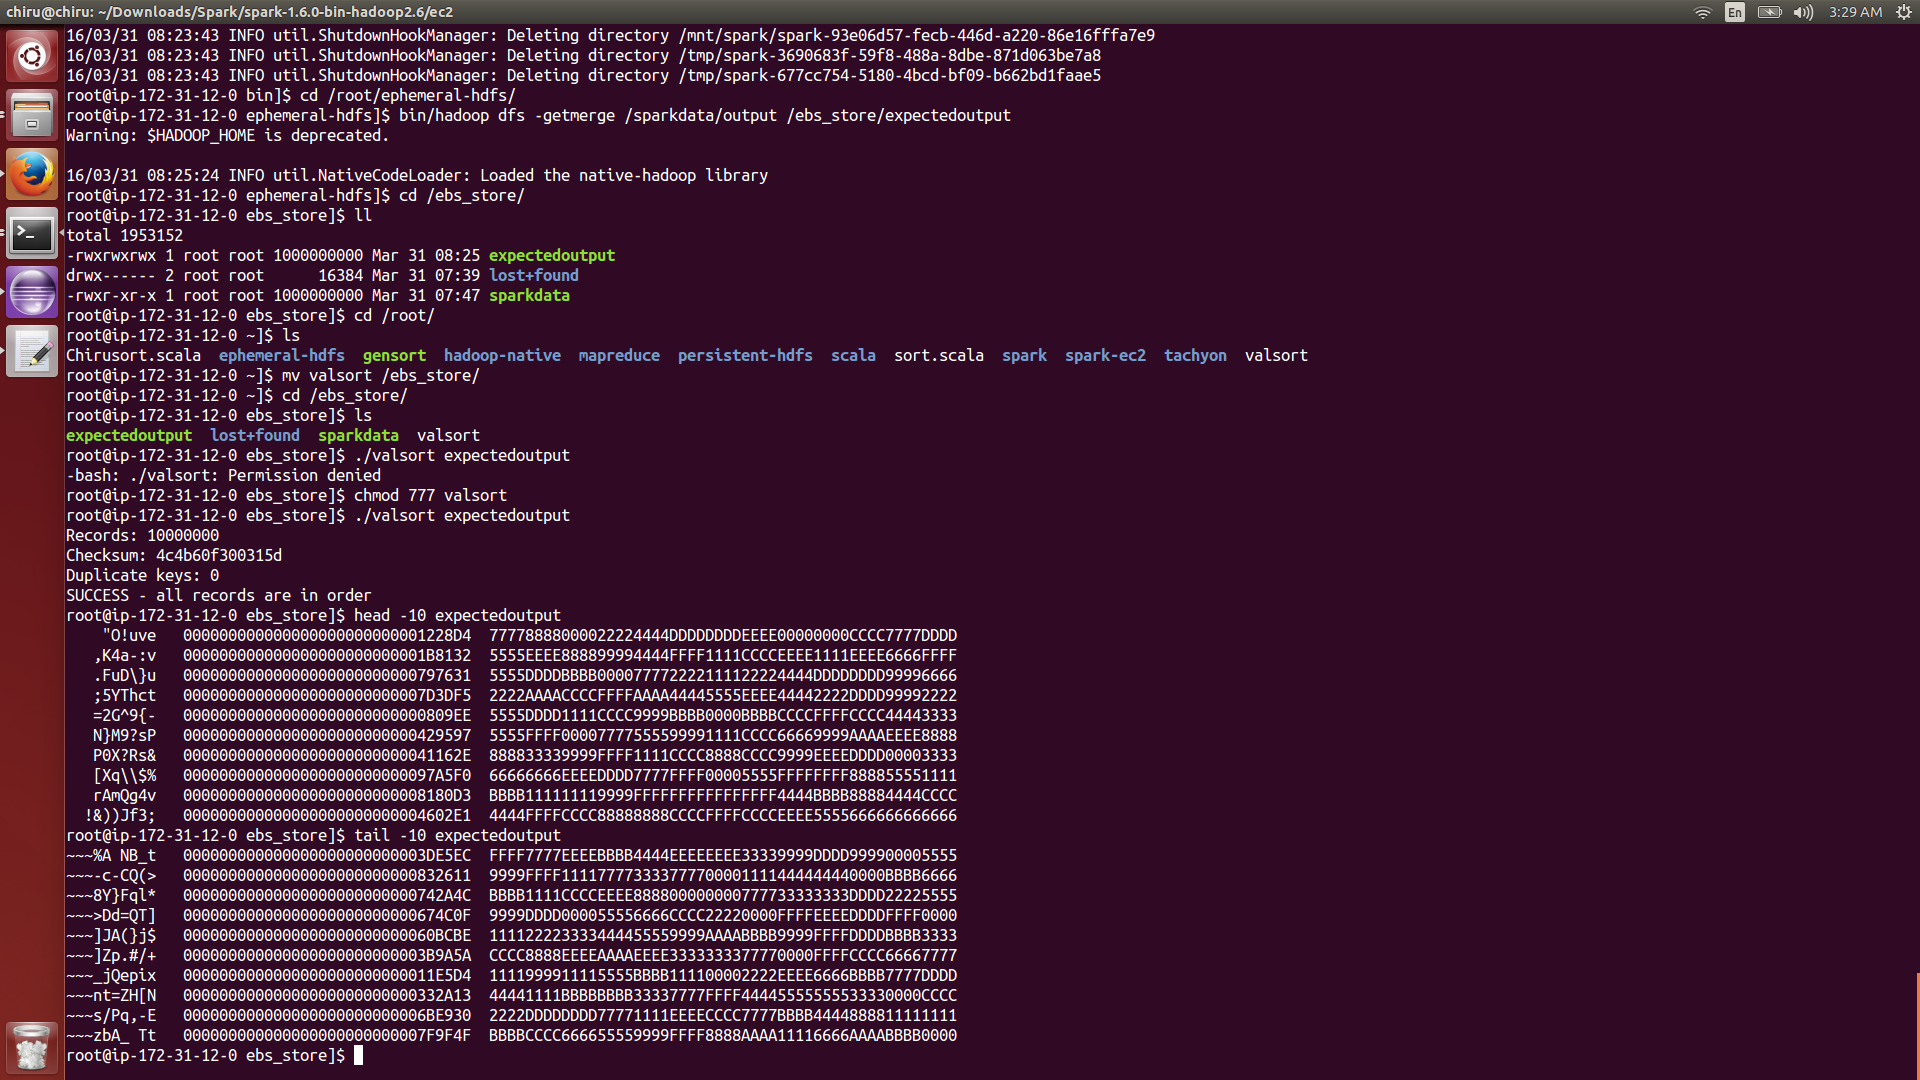 chiru@chiru: ~/Downloads/Spark/spark-1.6.0-bin-hadoop2.6/ec2
En
3:29 AM
16/03/31 08:23:43 INFO util.ShutdownHookManager: Deleting directory /mnt/spark/spark-93e06d57-fecb-446d-a220-86e16fffa7e9
16/03/31 08:23:43 INFO util.ShutdownHookManager: Deleting directory /tmp/spark-3690683f-59f8-488a-8dbe-871d063be7a8
16/03/31 08:23:43 INFO util.ShutdownHookManager: Deleting directory /tmp/spark-677cc754-5180-4bcd-bf09-b662bd1faae5
root@ip-172-31-12-0 bin]$ cd /root/ephemeral-hdfs/
root@ip-172-31-12-0 ephemeral-hdfs]$ bin/hadoop dfs -getmerge /sparkdata/output /ebs_store/expectedoutput
Warning: $HADOOP_HOME is deprecated.
16/03/31 08:25:24 INFO util.NativeCodeLoader: Loaded the native-hadoop library
root@ip-172-31-12-0 ephemeral-hdfs]$ cd /ebs_store/
root@ip-172-31-12-0 ebs_store]$ ll
total 1953152
-rwxrwxrwx 1 root root 1000000000 Mar 31 08:25 expectedoutput
drwx------ 2 root root      16384 Mar 31 07:39 lost+found
-rwxr-xr-x 1 root root 1000000000 Mar 31 07:47 sparkdata
root@ip-172-31-12-0 ebs_store]$ cd /root/
root@ip-172-31-12-0 ~]$ ls
Chirusort.scala  ephemeral-hdfs  gensort  hadoop-native  mapreduce  persistent-hdfs  scala  sort.scala  spark  spark-ec2  tachyon  valsort
root@ip-172-31-12-0 ~]$ mv valsort /ebs_store/
root@ip-172-31-12-0 ~]$ cd /ebs_store/
root@ip-172-31-12-0 ebs_store]$ ls
expectedoutput  lost+found  sparkdata  valsort
root@ip-172-31-12-0 ebs_store]$ ./valsort expectedoutput
-bash: ./valsort: Permission denied
root@ip-172-31-12-0 ebs_store]$ chmod 777 valsort
root@ip-172-31-12-0 ebs_store]$ ./valsort expectedoutput
Records: 10000000
Checksum: 4c4b60f300315d
Duplicate keys: 0
SUCCESS - all records are in order
root@ip-172-31-12-0 ebs_store]$ head -10 expectedoutput
    "O!uve   000000000000000000000000001228D4  77778888000022224444DDDDDDDDEEEE00000000CCCC7777DDDD
   ,K4a-:v   000000000000000000000000001B8132  5555EEEE888899994444FFFF1111CCCCEEEE1111EEEE6666FFFF
   .FuD\}u   00000000000000000000000000797631  5555DDDDBBBB000077772222111122224444DDDDDDDD99996666
   ;5YThct   000000000000000000000000007D3DF5  2222AAAACCCCFFFFAAAA44445555EEEE44442222DDDD99992222
   =2G^9{-   000000000000000000000000000809EE  5555DDDD1111CCCC9999BBBB0000BBBBCCCCFFFFCCCC44443333
   N}M9?sP   00000000000000000000000000429597  5555FFFF00007777555599991111CCCC66669999AAAAEEEE8888
   P0X?Rs&   0000000000000000000000000041162E  888833339999FFFF1111CCCC8888CCCC9999EEEEDDDD00003333
   [Xq\\$%   0000000000000000000000000097A5F0  66666666EEEEDDDD7777FFFF00005555FFFFFFFF888855551111
   rAmQg4v   000000000000000000000000008180D3  BBBB111111119999FFFFFFFFFFFFFFFF4444BBBB88884444CCCC
  !&))Jf3;   000000000000000000000000004602E1  4444FFFFCCCC88888888CCCCFFFFCCCCEEEE5555666666666666
root@ip-172-31-12-0 ebs_store]$ tail -10 expectedoutput
~~~%A NB_t   000000000000000000000000003DE5EC  FFFF7777EEEEBBBB4444EEEEEEEE33339999DDDD999900005555
~~~-c-CQ(>   00000000000000000000000000832611  9999FFFF111177773333777700001111444444440000BBBB6666
~~~8Y}Fql*   00000000000000000000000000742A4C  BBBB1111CCCCEEEE88880000000077773333 3333DDDD22225555
~~~>Dd=QT]   00000000000000000000000000674C0F  9999DDDD000055556666CCCC22220000FFFFEEEEDDDDFFFF0000
~~~]JA(}j$   0000000000000000000000000060BCBE  111122223333444455559999AAAABBBB9999FFFFDDDDBBBB3333
~~~]Zp.#/+   000000000000000000000000003B9A5A  CCCC8888EEEEAAAAEEEE3333333377770000FFFFCCCC66667777
~~~_jQepix   0000000000000000000000000011E5D4  1111999911115555BBBB111100002222EEEE6666BBBB7777DDDD
~~~nt=ZH[N   00000000000000000000000000332A13  44441111BBBBBBBB33337777FFFF44445555555533330000CCCC
~~~s/Pq,-E   000000000000000000000000006BE930  2222DDDDDDDD77771111EEEECCCC7777BBBB4444888811111111
~~~zbA_ Tt   000000000000000000000000007F9F4F  BBBBCCCC666655559999FFFF8888AAAA11116666AAAABBBB0000
root@ip-172-31-12-0 ebs_store]$